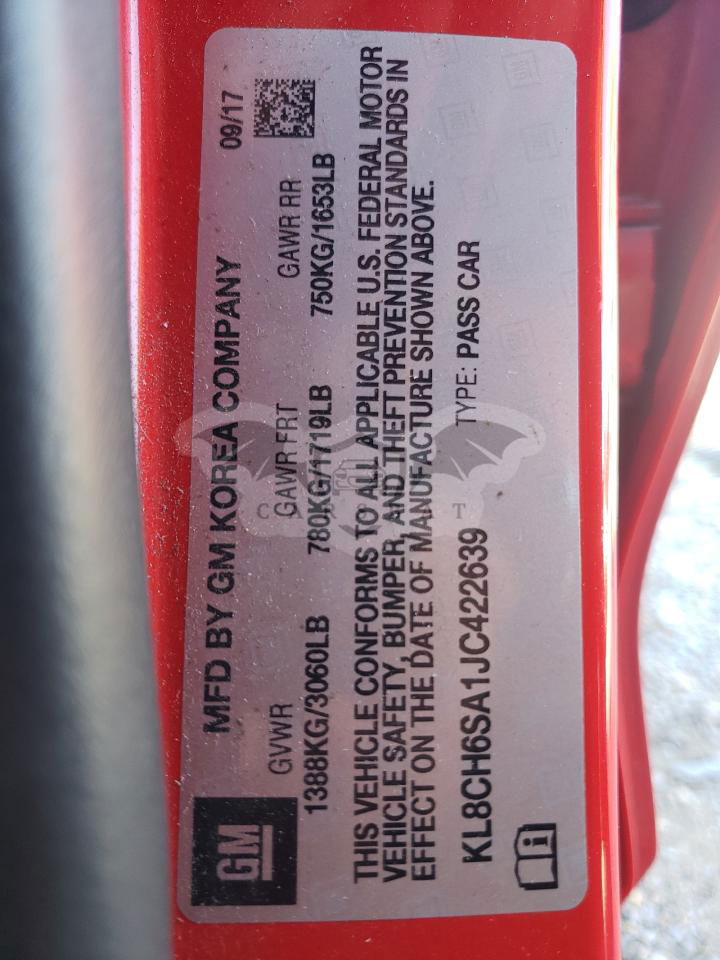 GM
MFD BY GM KOREA COMPANY 09/17
GVWR GAWR FRT GAWR RR
1388KG/3060LB 780KG/1719LB 750KG/1653LB
THIS VEHICLE CONFORMS TO ALL APPLICABLE U.S. FEDERAL MOTOR
VEHICLE SAFETY, BUMPER, AND THEFT PREVENTION STANDARDS IN
EFFECT ON THE DATE OF MANUFACTURE SHOWN ABOVE.
KL8CH6SA1JC422639 TYPE: PASS CAR